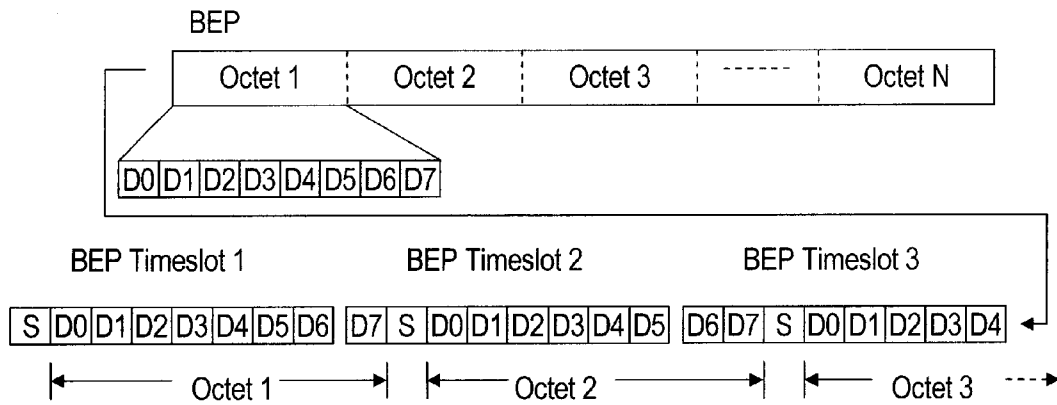 BEP
Octet 1 Octet 2 Octet 3 Octet N
D0 D1 D2 D3 D4 D5 D6 D7
BEP Timeslot 1 BEP Timeslot 2 BEP Timeslot 3
S D0 D1 D2 D3 D4 D5 D6 D7 S D0 D1 D2 D3 D4 D5 D6 D7 S D0 D1 D2 D3 D4
Octet 1 Octet 2 Octet 3